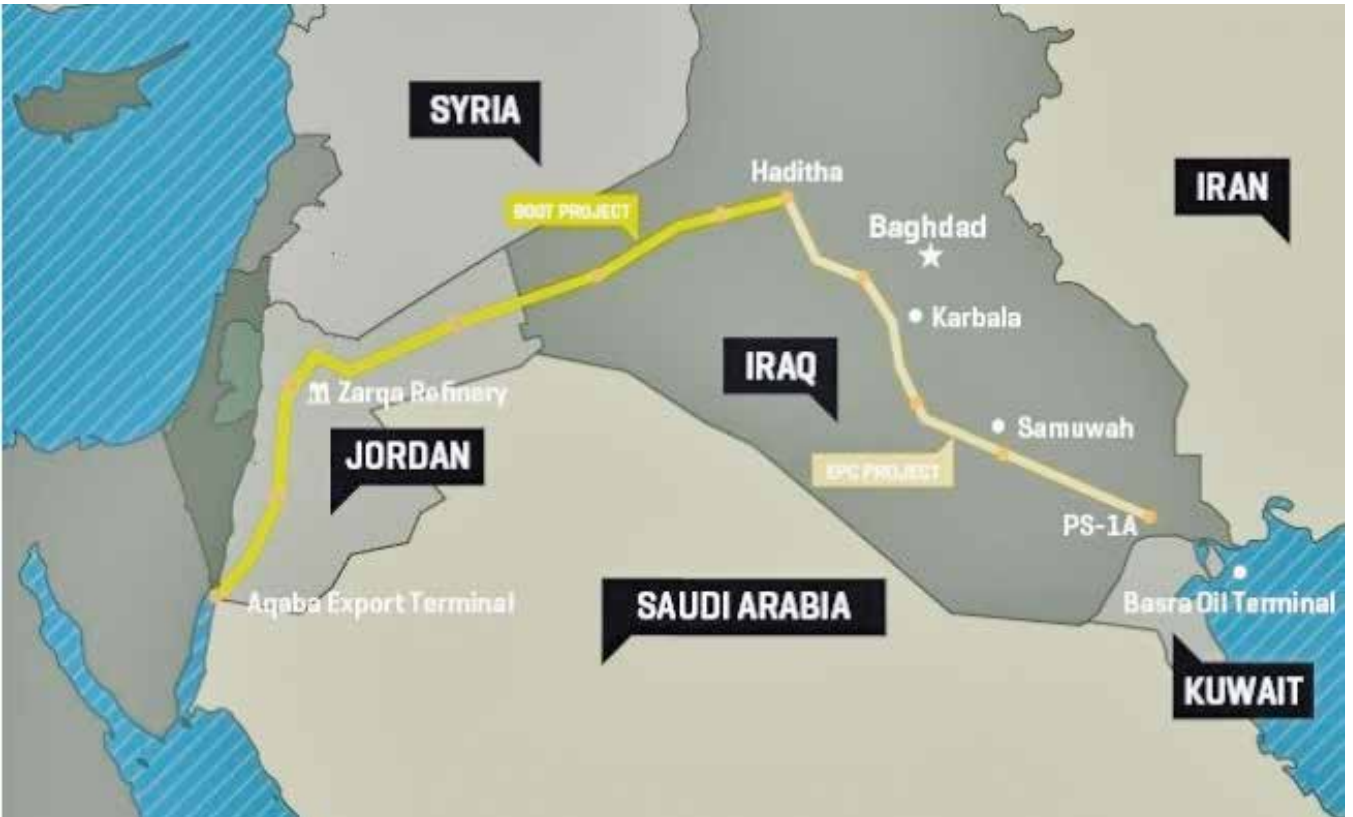 SYRIA
Haditha
IRAN
BOOT PROJECT
Baghdad
Karbala
IRAQ
Zarqa Refinery
Samuwah
JORDAN
EPC PROJECT
PS-1A
Aqaba Export Terminal
SAUDI ARABIA
Basra Oil Terminal
KUWAIT